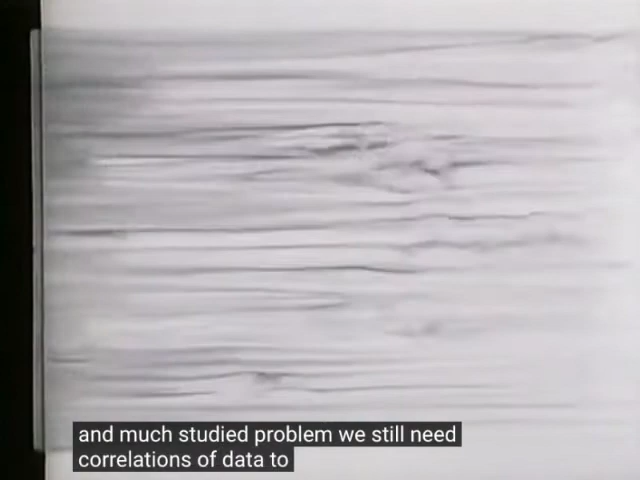 and much studied problem we still need
correlations of data to